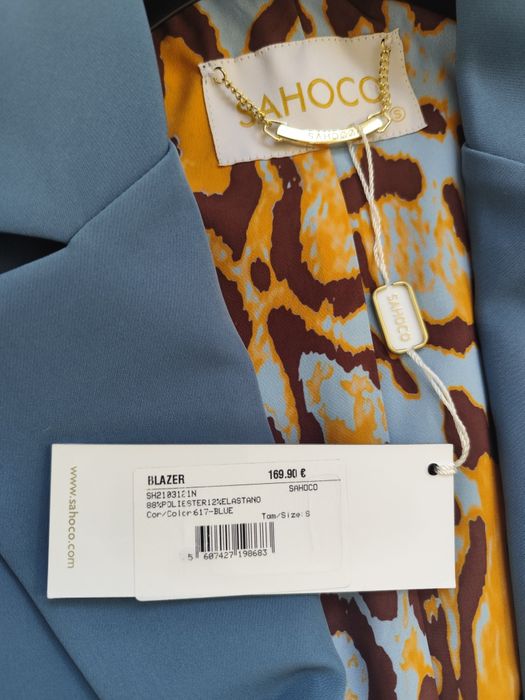 SAHOCO
S
SAHOCO
SAHOCO
www.sahoco.com
BLAZER 169.90 €
SH2103121N SAHOCO
88%POLIESTER12%ELASTANO
Cor/Color:617-BLUE Tam/Size:S
5 607427 198683